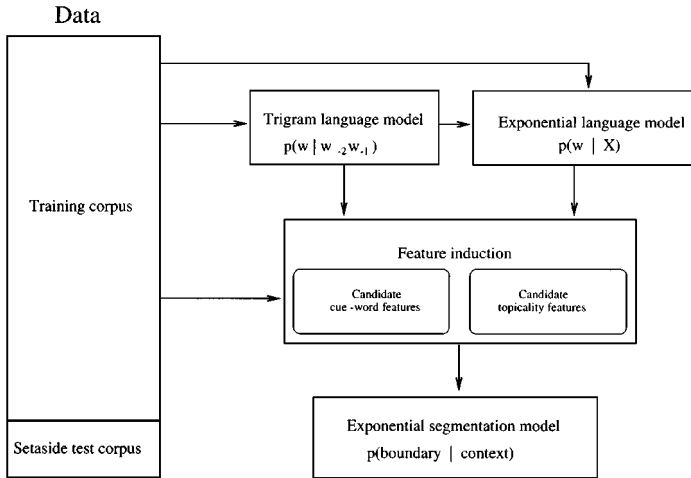 Data
Training corpus
Setaside test corpus
Trigram language model
p(w | w -2 w -1 )
Exponential language model
p(w | X)
Feature induction
Candidate
cue -word features
Candidate
topicality features
Exponential segmentation model
p(boundary | context)